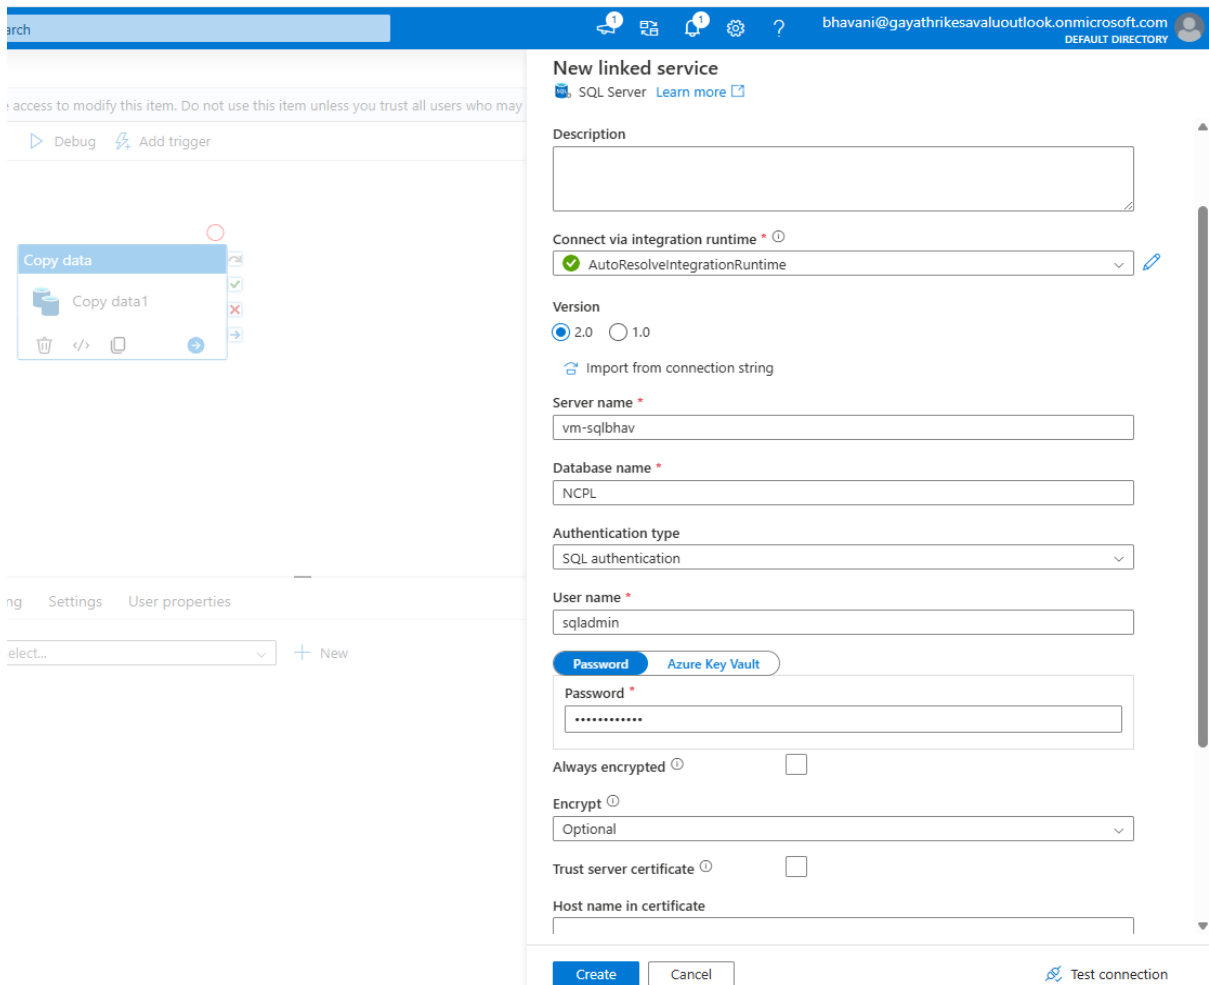 arch
1
1
?
bhavani@gayathrikesavaluoutlook.onmicrosoft.com
DEFAULT DIRECTORY
e access to modify this item. Do not use this item unless you trust all users who may
Debug
Add trigger
Copy data
Copy data1
ng
Settings
User properties
elect...
New
New linked service
SQL Server
Learn more
Description
Connect via integration runtime *
AutoResolveIntegrationRuntime
Version
2.0
1.0
Import from connection string
Server name *
vm-sqlbhav
Database name *
NCPL
Authentication type
SQL authentication
User name *
sqladmin
Password
Azure Key Vault
Password *
••••••••••••
Always encrypted
Encrypt
Optional
Trust server certificate
Host name in certificate
Create
Cancel
Test connection